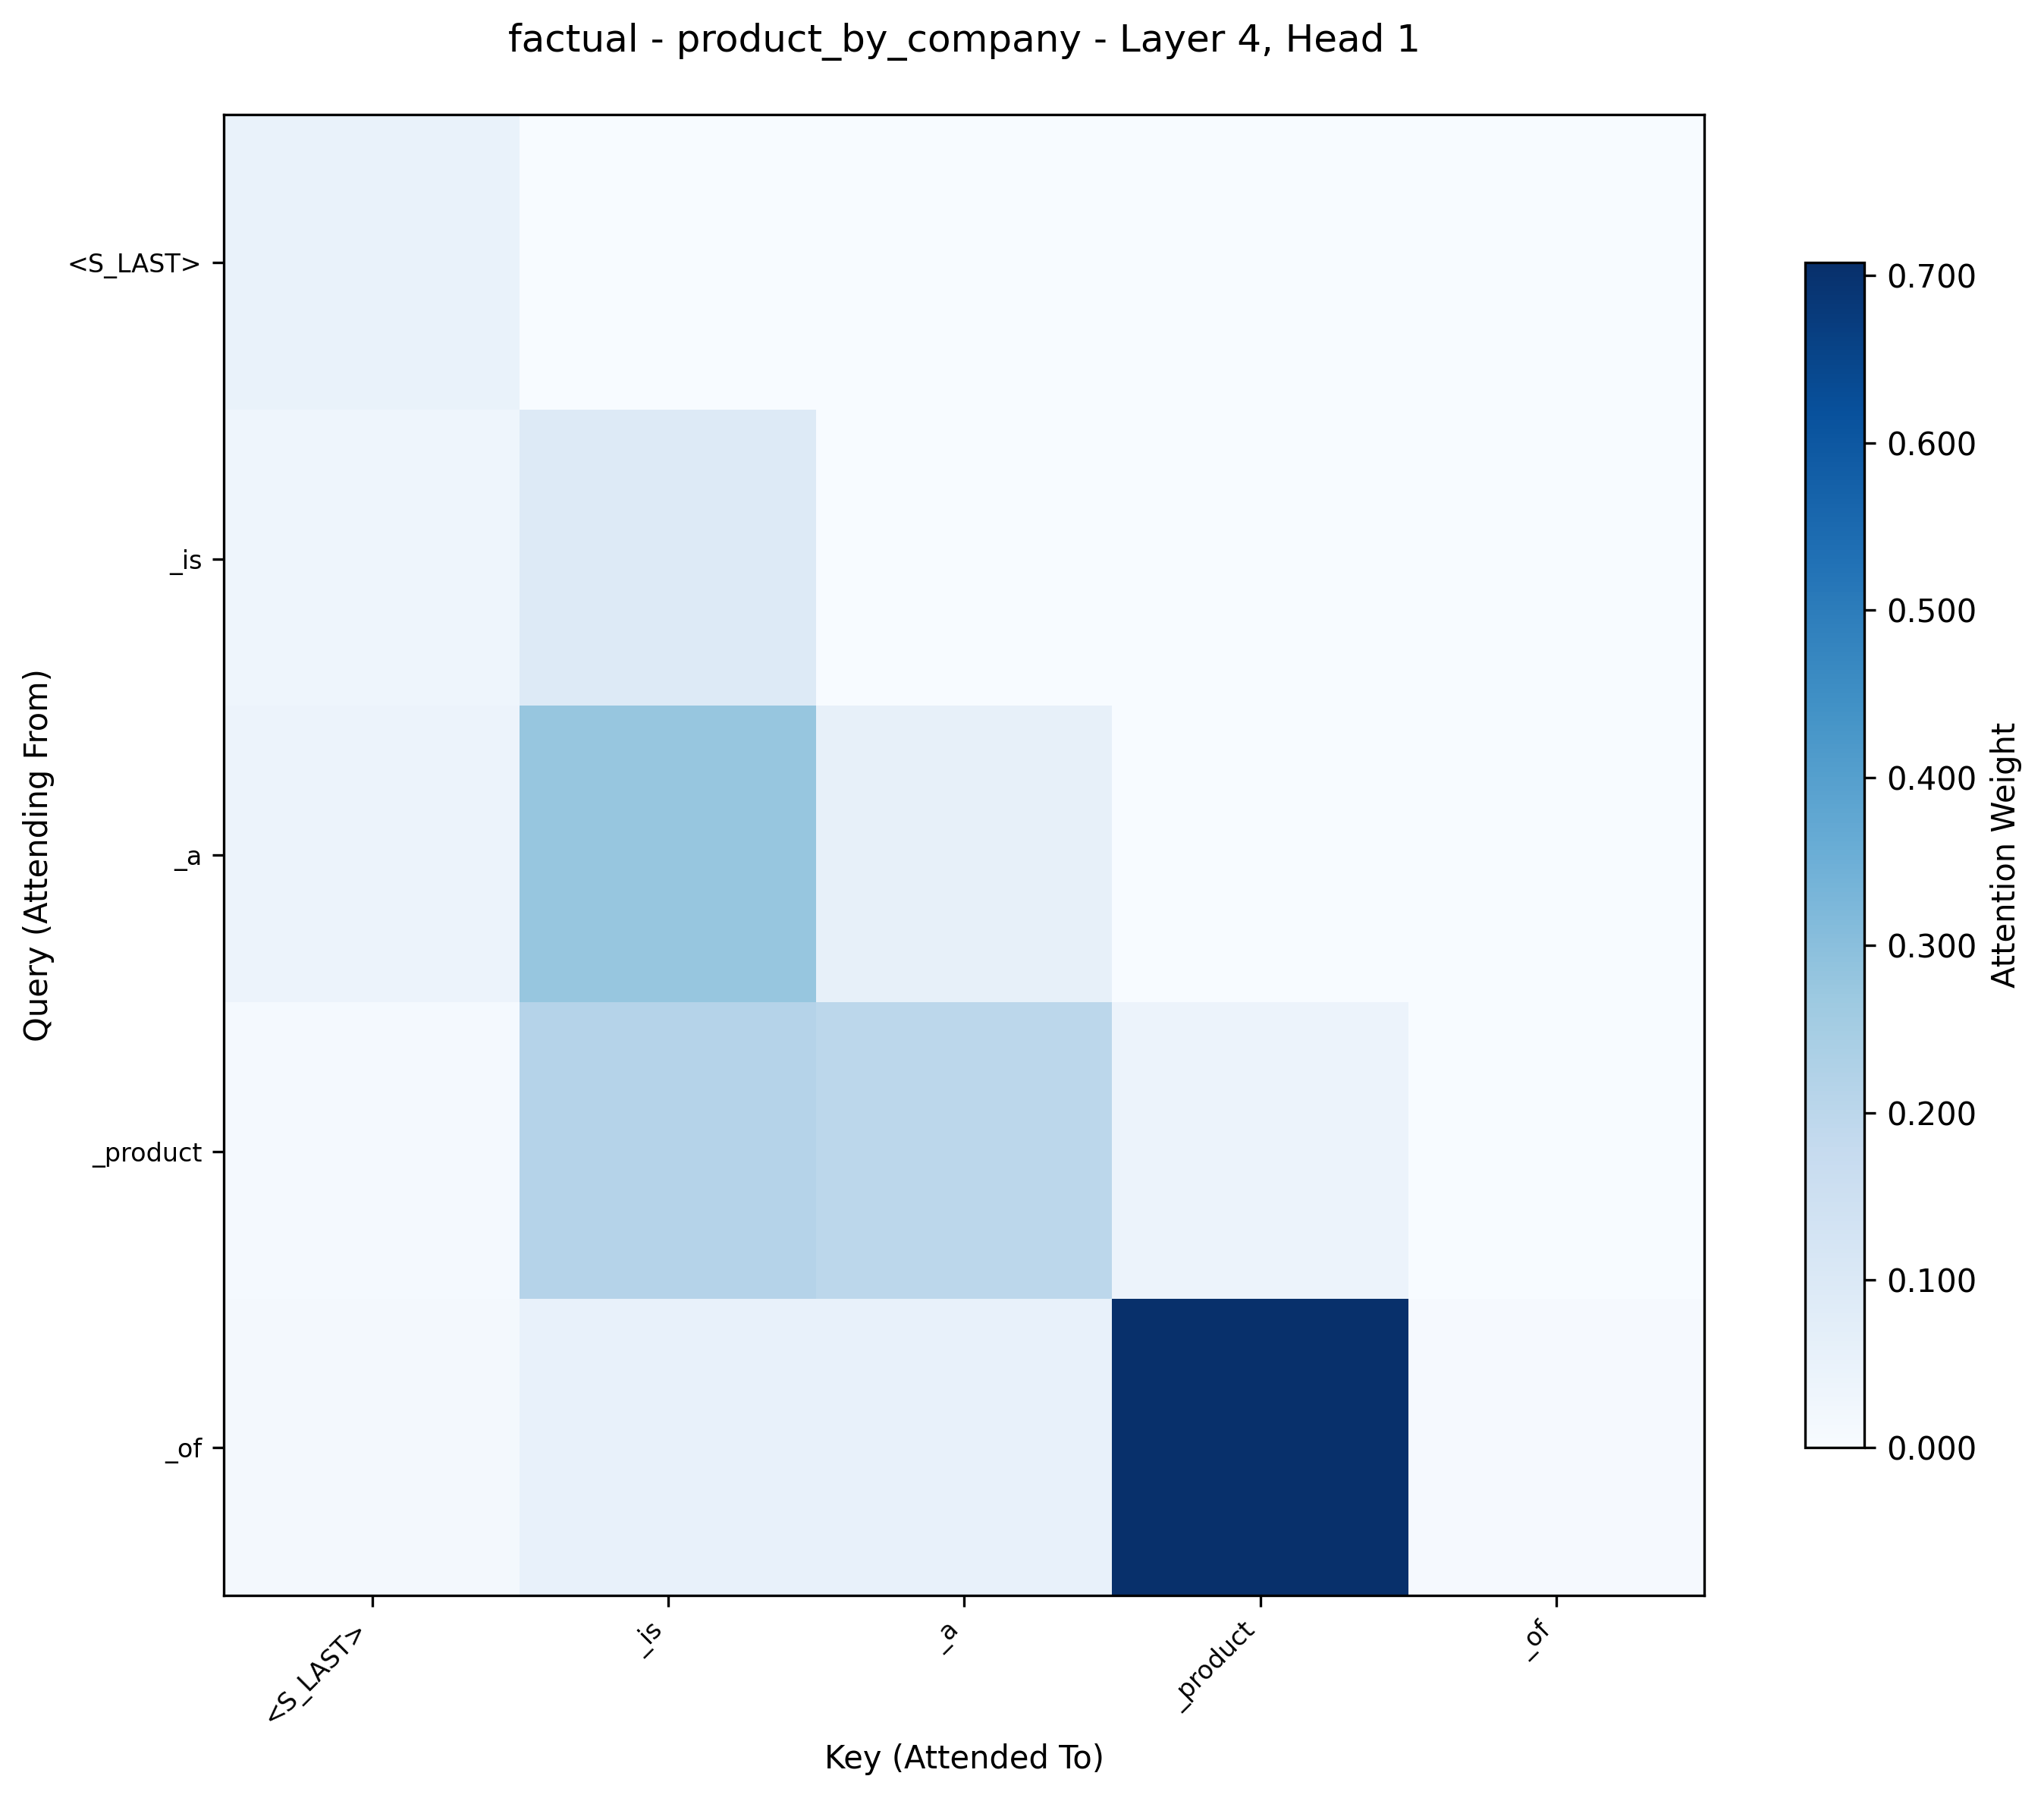 factual - product_by_company - Layer 4, Head 1
Query (Attending From)
<S_LAST>
_is
_a
_product
_of
<S_LAST>
_is
_a
_product
_of
Key (Attended To)
0.700
0.600
0.500
0.400
0.300
0.200
0.100
0.000
Attention Weight